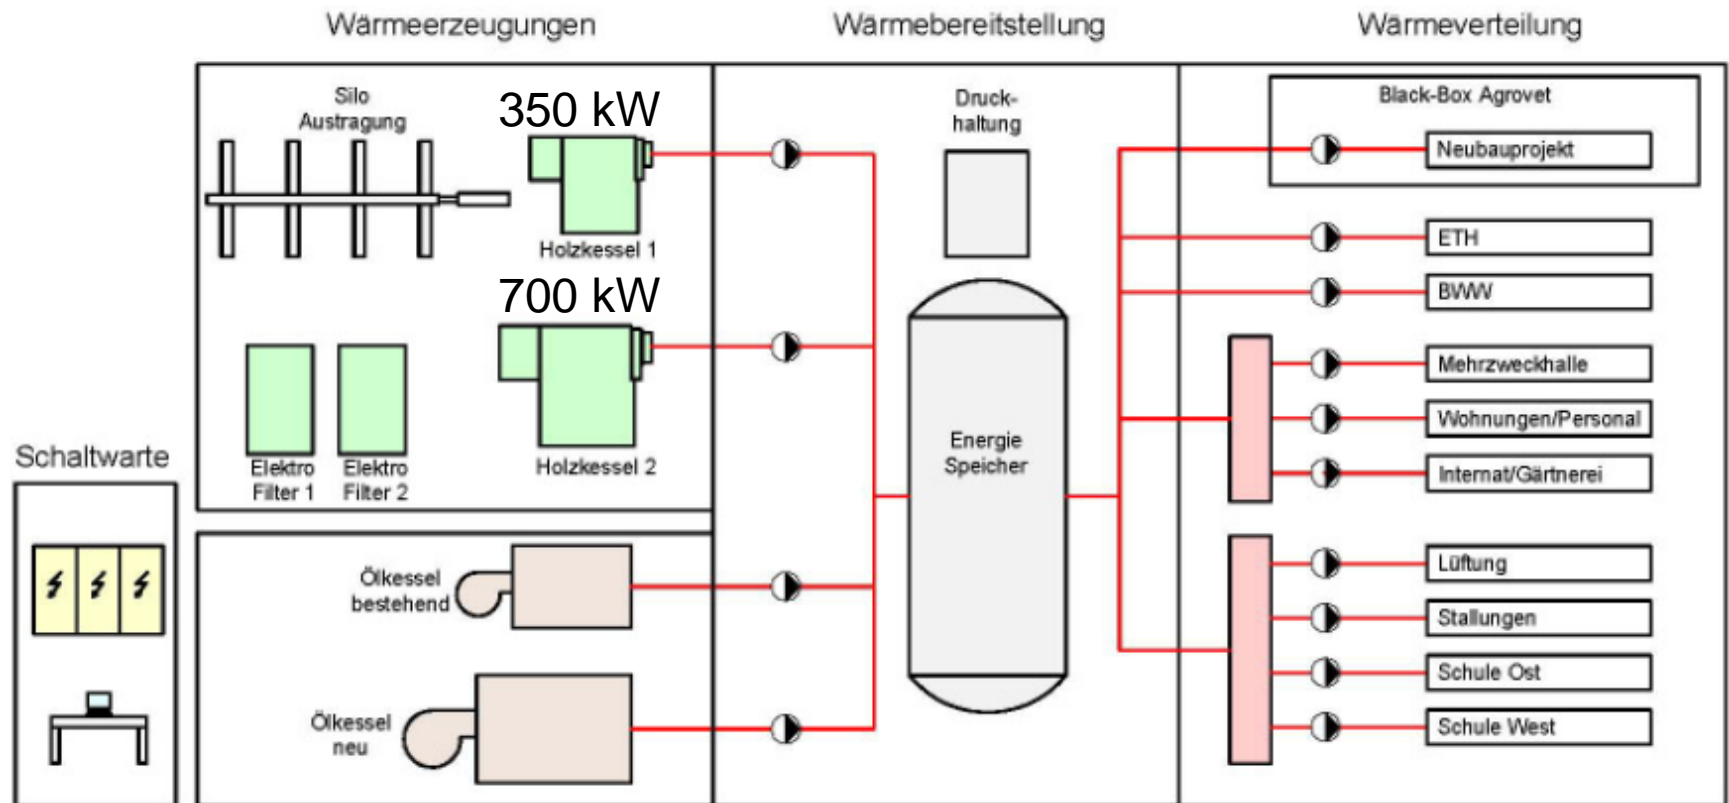 Wärmeerzeugungen
Wärmebereitstellung
Wärmeverteilung
Silo
Austragung
350 kW
Holzkessel 1
700 kW
Holzkessel 2
Elektro
Filter 1
Elektro
Filter 2
Schaltwarte
Ölkessel
bestehend
Ölkessel
neu
Druck-
haltung
Energie
Speicher
Black-Box Agrovet
Neubauprojekt
ETH
BWW
Mehrzweckhalle
Wohnungen/Personal
Internat/Gärtnerei
Lüftung
Stallungen
Schule Ost
Schule West